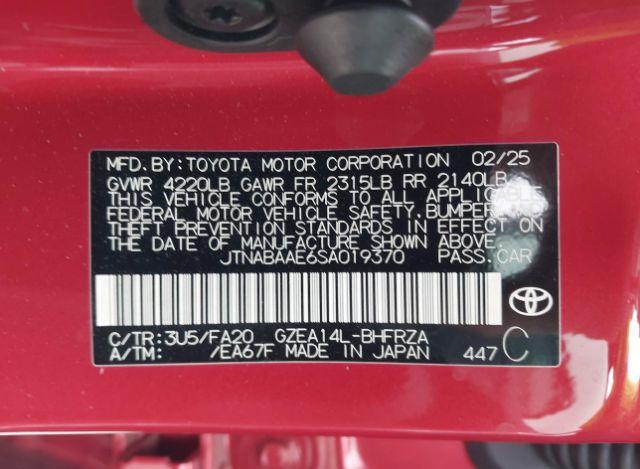 MFD. BY: TOYOTA MOTOR CORPORATION 02/25
GVWR 4220LB GAWR FR 2315LB RR 2140LB
THIS VEHICLE CONFORMS TO ALL APPLICABLE
FEDERAL MOTOR VEHICLE SAFETY, BUMPER, AND
THEFT PREVENTION STANDARDS IN EFFECT ON
THE DATE OF MANUFACTURE SHOWN ABOVE.
JTNABAAE6SA019370 PASS. CAR
C/TR: 3U5/FA20 GZEA14L-BHFRZA
A/TM: /EA67F MADE IN JAPAN 447 C